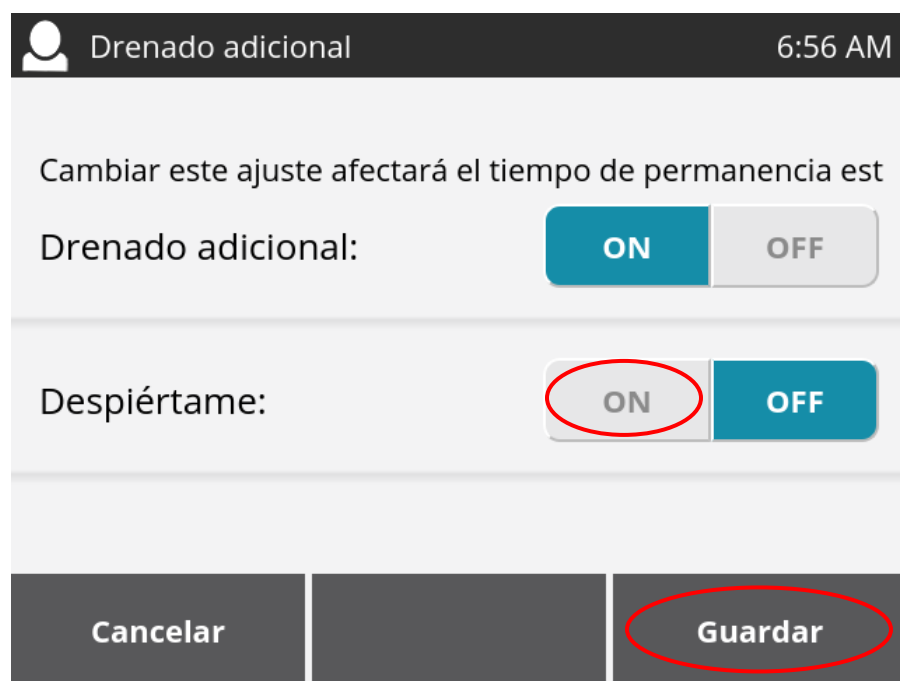 Drenado adicional 6:56 AM
Cambiar este ajuste afectará el tiempo de permanencia est
Drenado adicional: ON OFF
Despiértame: ON OFF
Cancelar Guardar